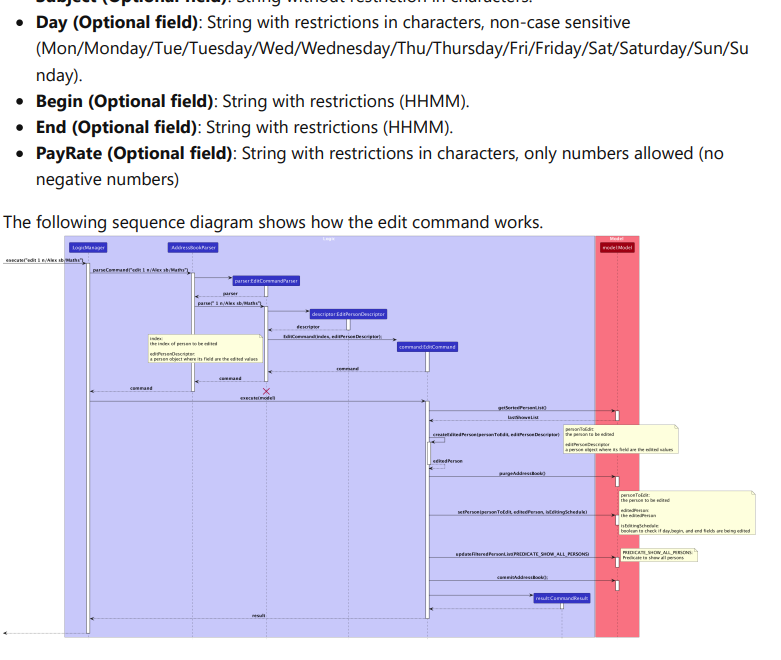 Subject (Optional field): String without restriction in characters.
Day (Optional field): String with restrictions in characters, non-case sensitive
(Mon/Monday/Tue/Tuesday/Wed/Wednesday/Thu/Thursday/Fri/Friday/Sat/Saturday/Sun/Su
nday).
Begin (Optional field): String with restrictions (HHMM).
End (Optional field): String with restrictions (HHMM).
PayRate (Optional field): String with restrictions in characters, only numbers allowed (no
negative numbers)
The following sequence diagram shows how the edit command works.
Logic
Model
LogicManager
AddressBookParser
model:Model
execute("edit 1 n/Alex sb/Maths")
parseCommand("edit 1 n/Alex sb/Maths")
parser:EditCommandParser
parser
parse(" 1 n/Alex sb/Maths")
descriptor:EditPersonDescriptor
descriptor
index:
the index of person to be edited
editPersonDescriptor:
a person object where its field are the edited values
EditCommand(index, editPersonDescriptor);
command:EditCommand
command
command
command
execute(model)
getSortedPersonList()
lastShownList
createEditedPerson(personToEdit, editPersonDescriptor)
personToEdit:
the person to be edited
editPersonDescriptor
a person object where its field are the edited values
editedPerson
purgeAddressBook()
setPerson(personToEdit, editedPerson, isEditingSchedule)
personToEdit:
the person to be edited
editedPerson:
the editedPerson
isEditingSchedule:
boolean to check if day,begin, and end fields are being edited
updateFilteredPersonList(PREDICATE_SHOW_ALL_PERSONS)
PREDICATE_SHOW_ALL_PERSONS:
Predicate to show all persons
commitAddressBook();
result:CommandResult
result